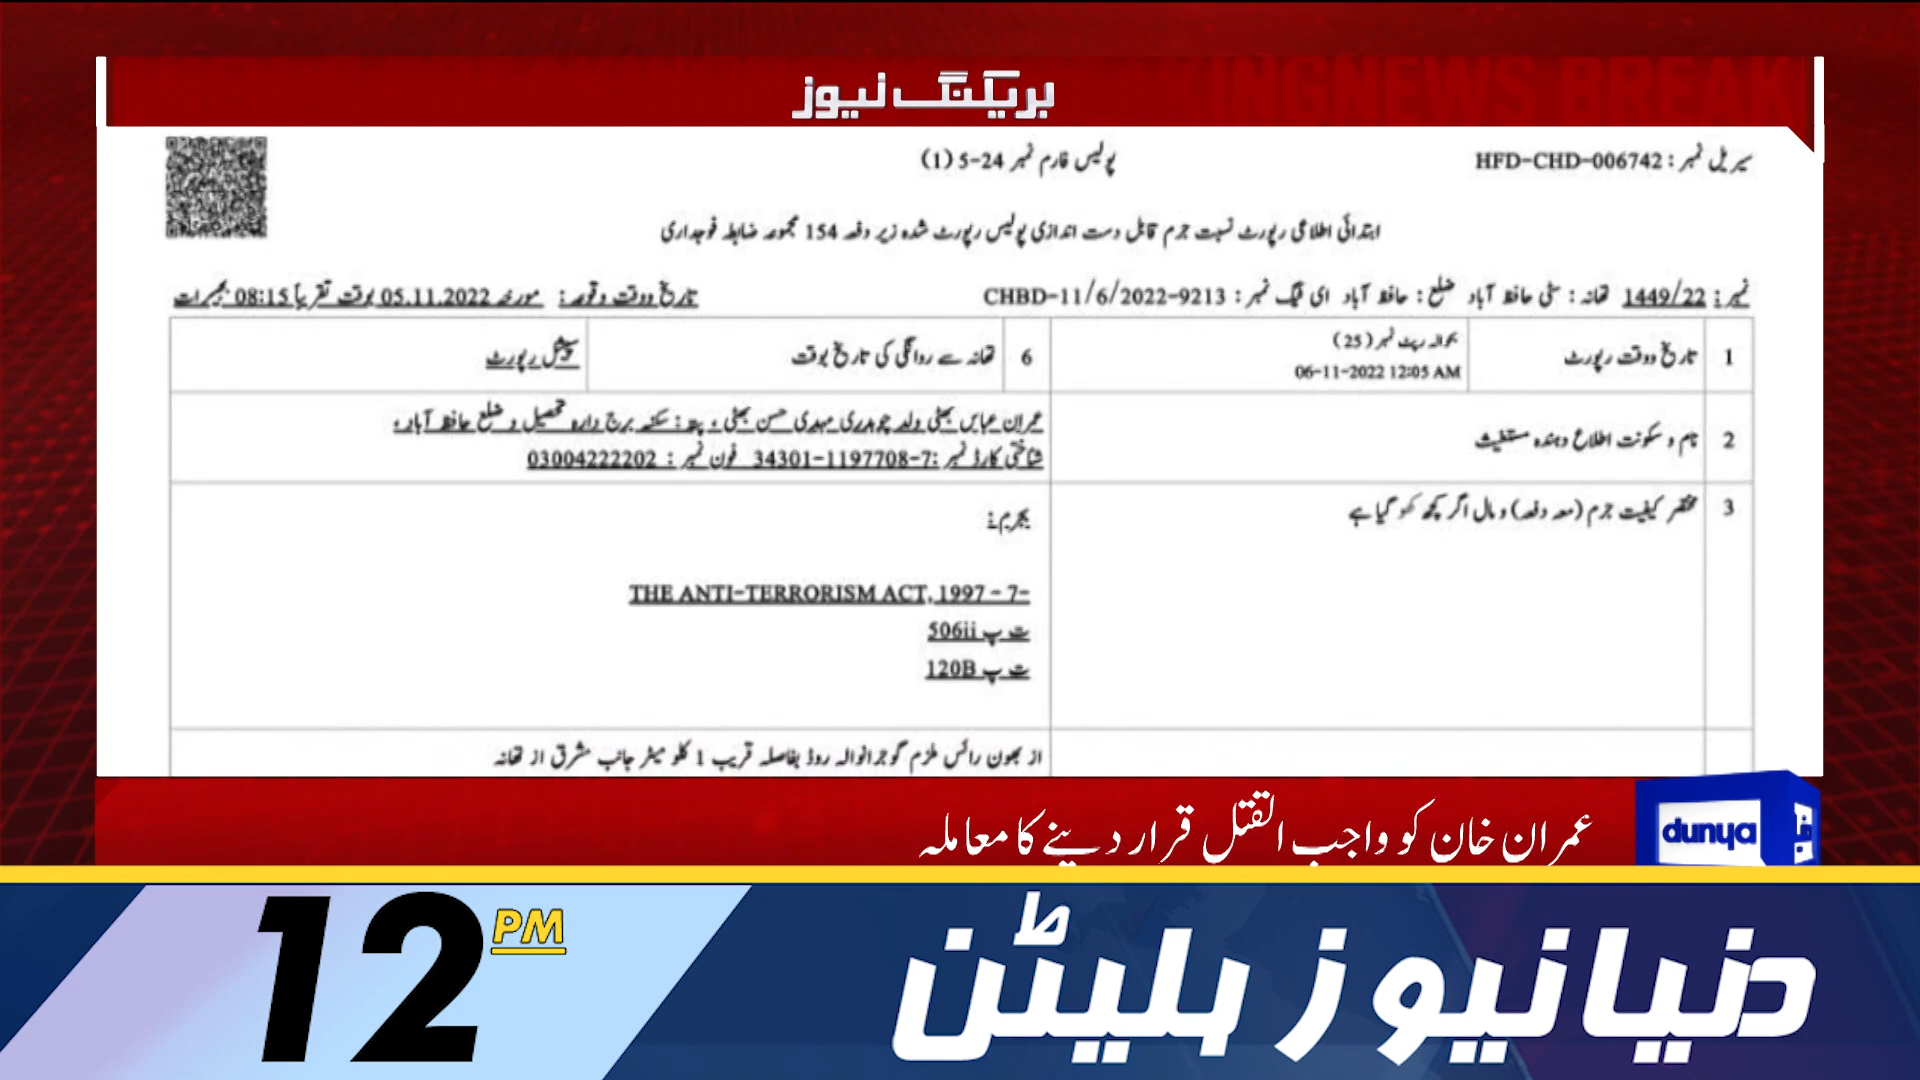 بریکنگ نیوز
سیریل نمبر : HFD-CHD-006742
پولیس فارم نمبر 24-5 (1)
ابتدائی اطلاعی رپورٹ نسبت جرم قابل دست اندازی پولیس رپورٹ شدہ زیر دفعہ 154 مجموعہ ضابطہ فوجداری
نمبر : 1449/22 تھانہ : سٹی حافظ آباد ضلع : حافظ آباد ای ٹیگ نمبر : CHBD-11/6/2022-9213 تاریخ ووقت وقوعہ : مورخہ 05.11.2022 بوقت تقریباً 08:15 بجے رات
1 تاریخ ووقت رپورٹ بحوالہ رپٹ نمبر (25) 06-11-2022 12:05 AM
6 تھانہ سے روانگی کی تاریخ بوقت سپیشل رپورٹ
2 نام و سکونت اطلاع دہندہ مستغیث
عمران عباس بھٹی ولد چوہدری مہدی حسن بھٹی ، پتہ : سکنہ برج دارہ تحصیل و ضلع حافظ آباد ،
شناختی کارڈ نمبر : 34301-1197708-7 فون نمبر : 03004222202
3 مختصر کیفیت جرم (معہ دفعہ) و مال اگر کچھ کھو گیا ہے
بجرم :
THE ANTI-TERRORISM ACT, 1997 - 7-
ت پ 506ii
ت پ 120B
از بھون رائس ملزم گوجرانوالہ روڈ بفاصلہ قریب 1 کلو میٹر جانب مشرق از تھانہ
عمران خان کو واجب القتل قرار دینے کا معاملہ
dunya
12 PM
دنیا نیوز بلیٹن